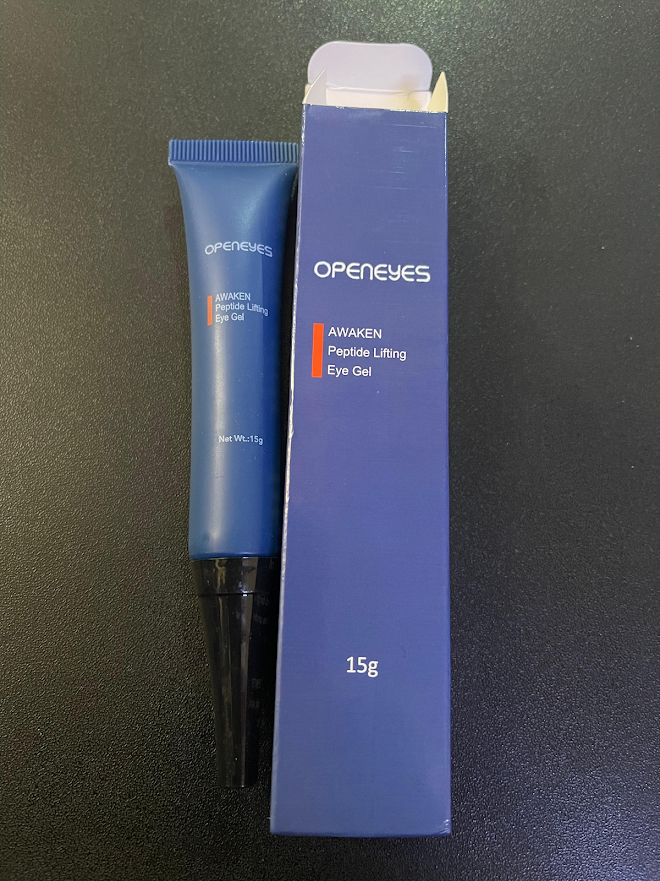 OPENEYES
AWAKEN
Peptide Lifting
Eye Gel
Net Wt.:15g
OPENEYES
AWAKEN
Peptide Lifting
Eye Gel
15g